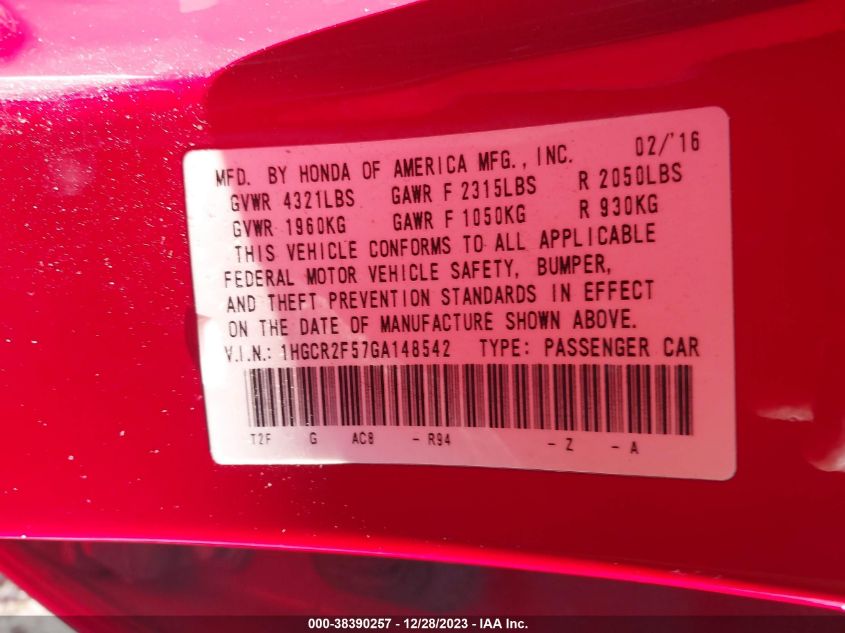 02/'16
MFD. BY HONDA OF AMERICA MFG., INC.
GVWR 4321LBS GAWR F 2315LBS R 2050LBS
GVWR 1960KG GAWR F 1050KG R 930KG
THIS VEHICLE CONFORMS TO ALL APPLICABLE
FEDERAL MOTOR VEHICLE SAFETY, BUMPER,
AND THEFT PREVENTION STANDARDS IN EFFECT
ON THE DATE OF MANUFACTURE SHOWN ABOVE.
V.I.N.: 1HGCR2F57GA148542 TYPE: PASSENGER CAR
T2F G AC8 - R94 - Z - A
000-38390257 - 12/28/2023 - IAA Inc.